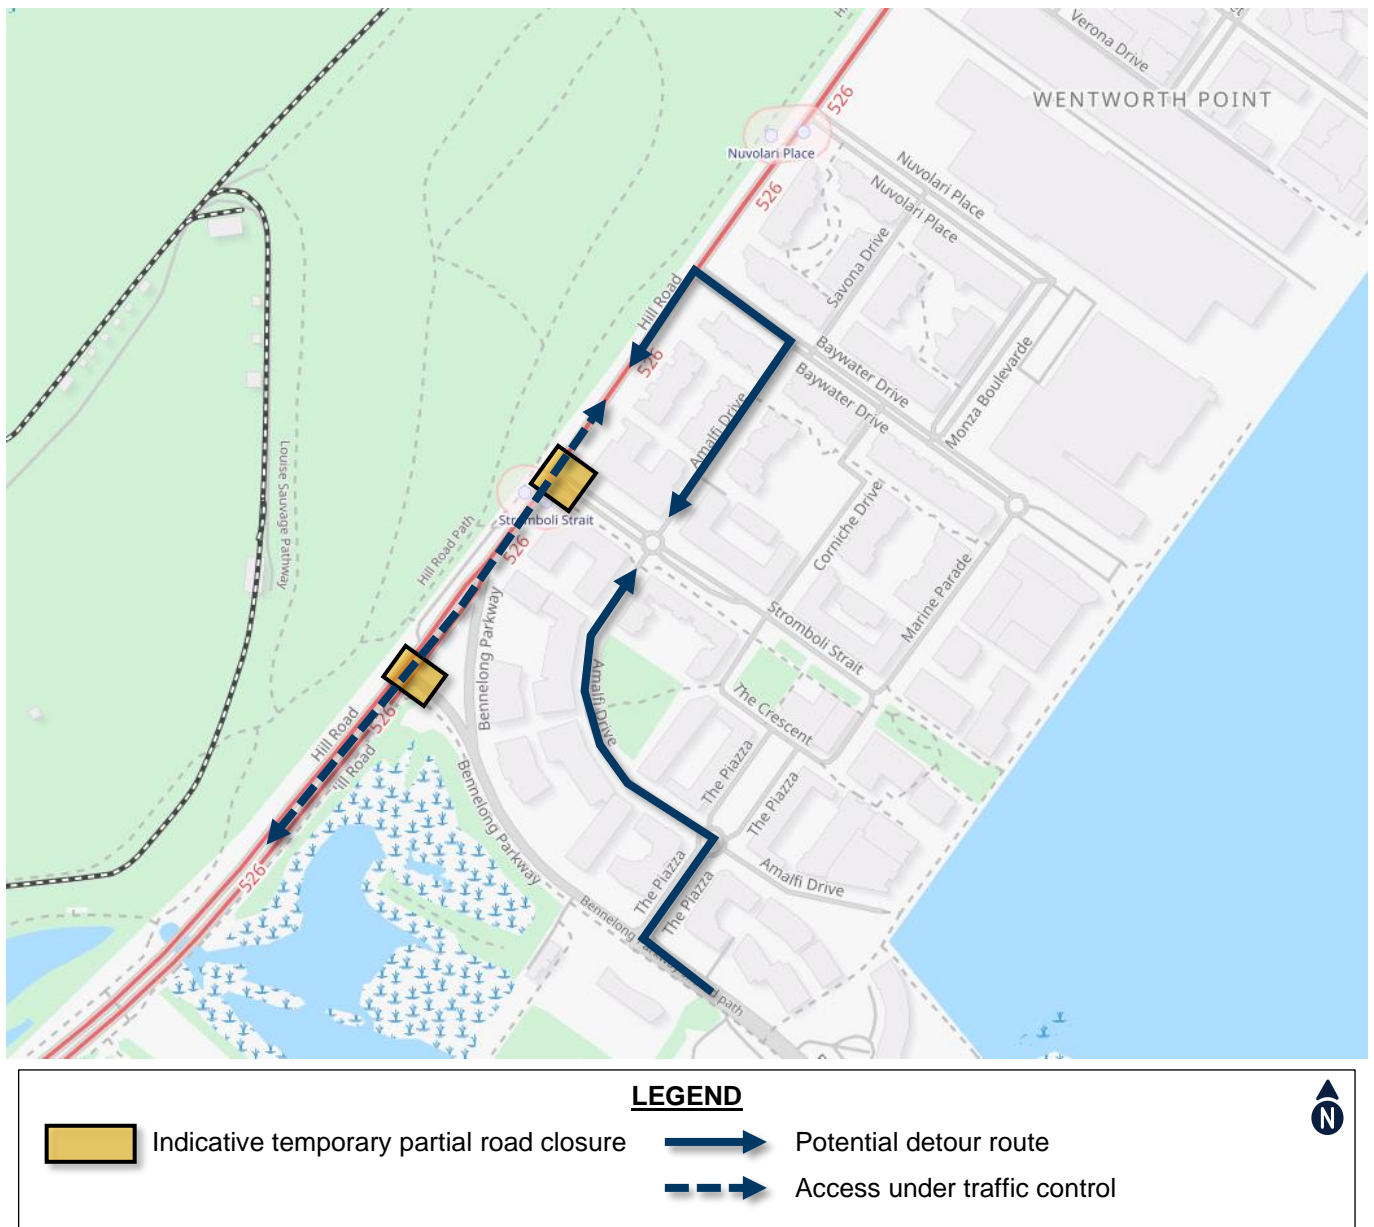 Verona Drive
WENTWORTH POINT
526
Nuvolari Place
526
Nuvolari Place
Nuvolari Place
Savona Drive
Hill Road
526
Baywater Drive
Baywater Drive
Monza Boulevarde
Amalfi Drive
Louise Sauvage Pathway
Stromboli Strait
Hill Road Path
526
Corniche Drive
Marine Parade
Stromboli Strait
Bennelong Parkway
Amalfi Drive
The Crescent
Hill Road
526
Hill Road
The Piazza
The Piazza
Bennelong Parkway
526
The Piazza
The Piazza
Amalfi Drive
Bennelong
path
LEGEND
Indicative temporary partial road closure
Potential detour route
Access under traffic control
N